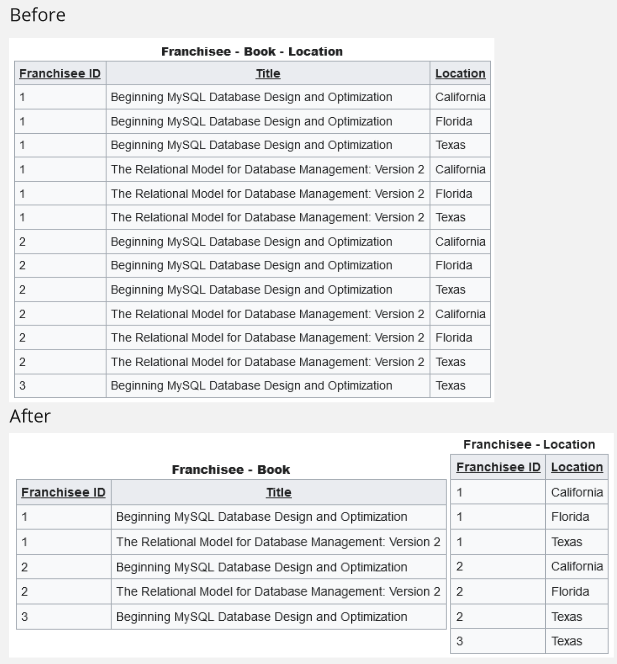 Before
Franchisee - Book - Location
Franchisee ID Title Location
1 Beginning MySQL Database Design and Optimization California
1 Beginning MySQL Database Design and Optimization Florida
1 Beginning MySQL Database Design and Optimization Texas
1 The Relational Model for Database Management: Version 2 California
1 The Relational Model for Database Management: Version 2 Florida
1 The Relational Model for Database Management: Version 2 Texas
2 Beginning MySQL Database Design and Optimization California
2 Beginning MySQL Database Design and Optimization Florida
2 Beginning MySQL Database Design and Optimization Texas
2 The Relational Model for Database Management: Version 2 California
2 The Relational Model for Database Management: Version 2 Florida
2 The Relational Model for Database Management: Version 2 Texas
3 Beginning MySQL Database Design and Optimization Texas
After
Franchisee - Book
Franchisee ID Title
1 Beginning MySQL Database Design and Optimization
1 The Relational Model for Database Management: Version 2
2 Beginning MySQL Database Design and Optimization
2 The Relational Model for Database Management: Version 2
3 Beginning MySQL Database Design and Optimization
Franchisee - Location
Franchisee ID Location
1 California
1 Florida
1 Texas
2 California
2 Florida
2 Texas
3 Texas